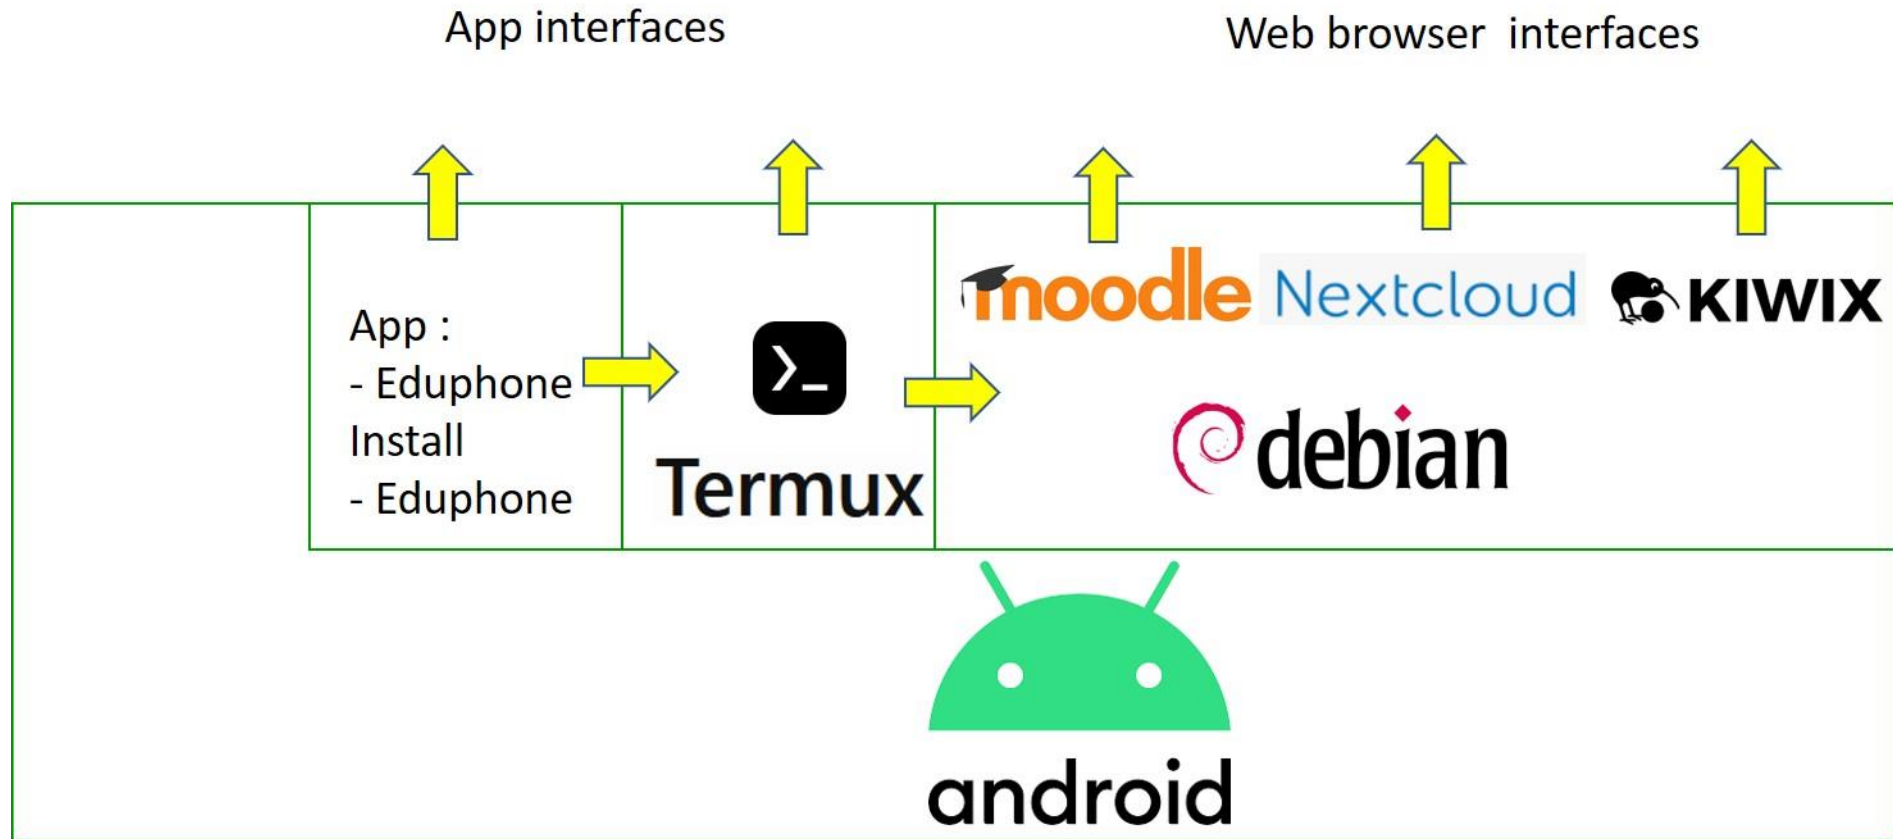 App interfaces
Web browser interfaces
App :
- Eduphone
Install
- Eduphone
>_
Termux
moodle
Nextcloud
KIWIX
debian
android